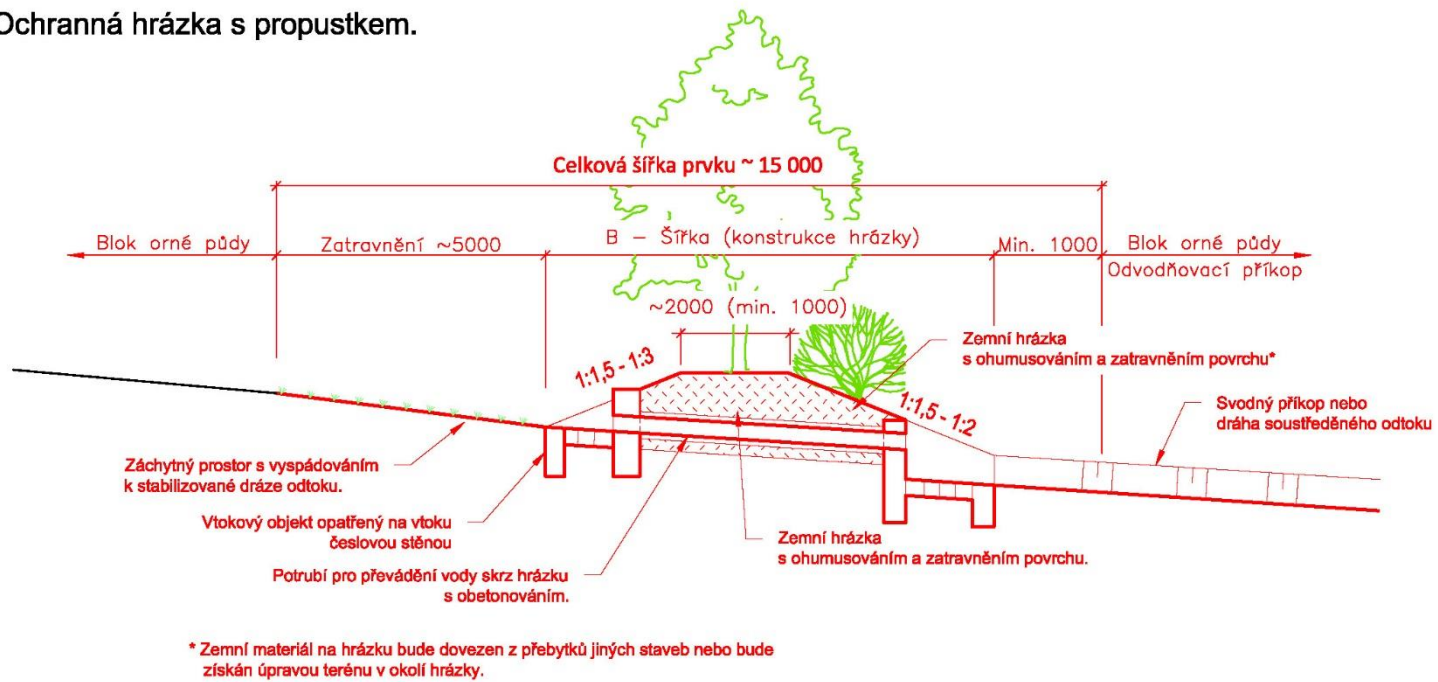 Ochranná hrázka s propustkem.
Celková šířka prvku ~ 15 000
Blok orné půdy
Zatravnění ~5000
B – Šířka (konstrukce hrázky)
Min. 1000
Blok orné půdy
Odvodňovací příkop
~2000 (min. 1000)
1:1,5 - 1:3
Zemní hrázka
s ohumusováním a zatravněním povrchu*
1:1,5 - 1:2
Svodný příkop nebo
dráha soustředěného odtoku
Záchytný prostor s vyspádováním
k stabilizované dráze odtoku.
Vtokový objekt opatřený na vtoku
česlovou stěnou
Potrubí pro převádění vody skrz hrázku
s obetonováním.
Zemní hrázka
s ohumusováním a zatravněním povrchu.
* Zemní materiál na hrázku bude dovezen z přebytků jiných staveb nebo bude
získán úpravou terénu v okolí hrázky.